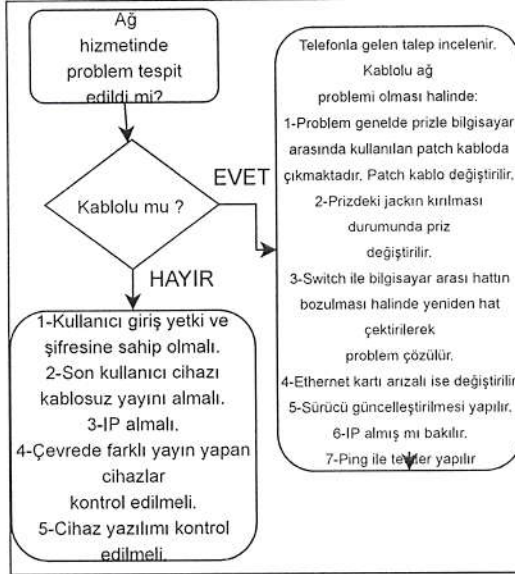 Ağ
hizmetinde
problem tespit
edildi mi?
Kablolu mu ?
EVET
HAYIR
Telefonla gelen talep incelenir.
Kablolu ağ
problemi olması halinde:
1-Problem genelde prizle bilgisayar
arasında kullanılan patch kabloda
çıkmaktadır. Patch kablo değiştirilir.
2-Prizdeki jackın kırılması
durumunda priz
değiştirilir.
3-Switch ile bilgisayar arası hattın
bozulması halinde yeniden hat
çektirilerek
problem çözülür.
4-Ethernet kartı arızalı ise değiştirilir
5-Sürücü güncelleştirilmesi yapılır.
6-IP almış mı bakılır.
7-Ping ile testler yapılır
1-Kullanıcı giriş yetki ve
şifresine sahip olmalı.
2-Son kullanıcı cihazı
kablosuz yayını almalı.
3-IP almalı.
4-Çevrede farklı yayın yapan
cihazlar
kontrol edilmeli.
5-Cihaz yazılımı kontrol
edilmeli.